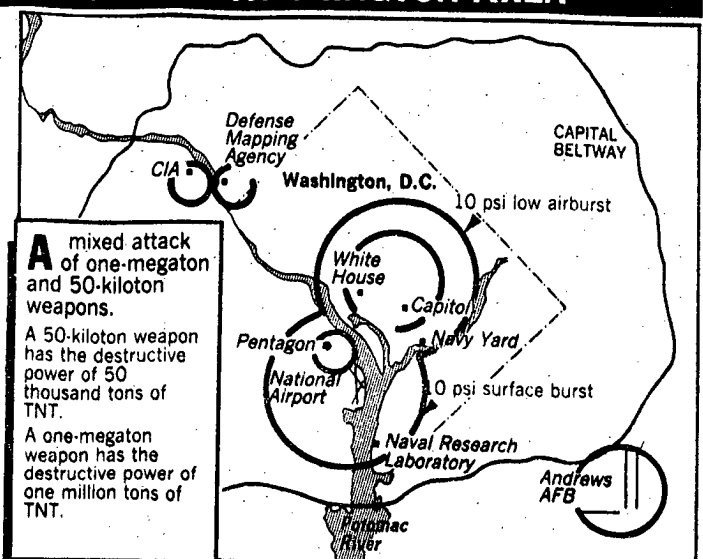 Defense
Mapping
Agency
CIA
CAPITAL
BELTWAY
Washington, D.C.
10 psi low airburst
A mixed attack
of one-megaton
and 50-kiloton
weapons.
A 50-kiloton weapon
has the destructive
power of 50
thousand tons of
TNT.
A one-megaton
weapon has the
destructive power of
one million tons of
TNT.
White
House
Capitol
Pentagon
Navy Yard
National
Airport
10 psi surface burst
Naval Research
Laboratory
Andrews
AFB
Potomac
River